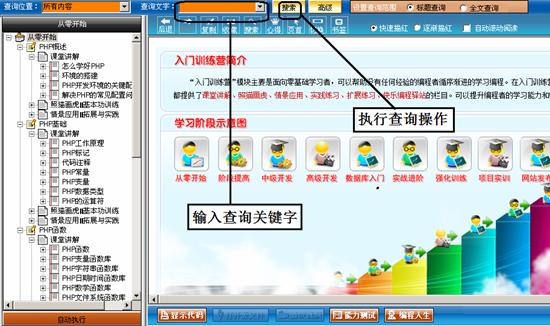 查询位置： 所有内容 查询文字： 搜索 高级 设置查询范围 标题查询 全文查询
从零开始
后退 复制 收藏 搜索 心得 页首 书签 快速描红 逐渐描红 自动滚动阅读
从零开始
PHP概述
课堂讲解
怎么学好PHP
环境的搭建
PHP开发环境的关键配
解决PHP的常见配置问
照猫画虎Ⅱ基本功训练
情景应用Ⅱ拓展与实践
PHP基础
课堂讲解
PHP工作原理
PHP标记
代码注释
PHP常量
PHP变量
PHP数据类型
PHP的运算符
照猫画虎Ⅱ基本功训练
情景应用Ⅱ拓展与实践
PHP函数
课堂讲解
PHP函数
PHP变量函数库
PHP字符串函数库
PHP日期时间函数库
PHP数学函数库
PHP文件系统函数库
自动执行
入门训练营简介
“入门训练营”模块主要是面向零基础学习者，可以帮助没有任何经验的编程者循序渐进的学习编程。在入门训练营
都提供了课堂讲解、照猫画虎、情景应用、实践练习、扩展练习、快乐编程驿站的栏目。可以提升编程者的学习能力和
执行查询操作
学习阶段示意图
从零开始 阶段提高 中级开发 高级开发 数据库入门 实战进阶 强化训练 项目实训 网站发布
输入查询关键字
显示代码 打开源文件 能力测试 编程人生